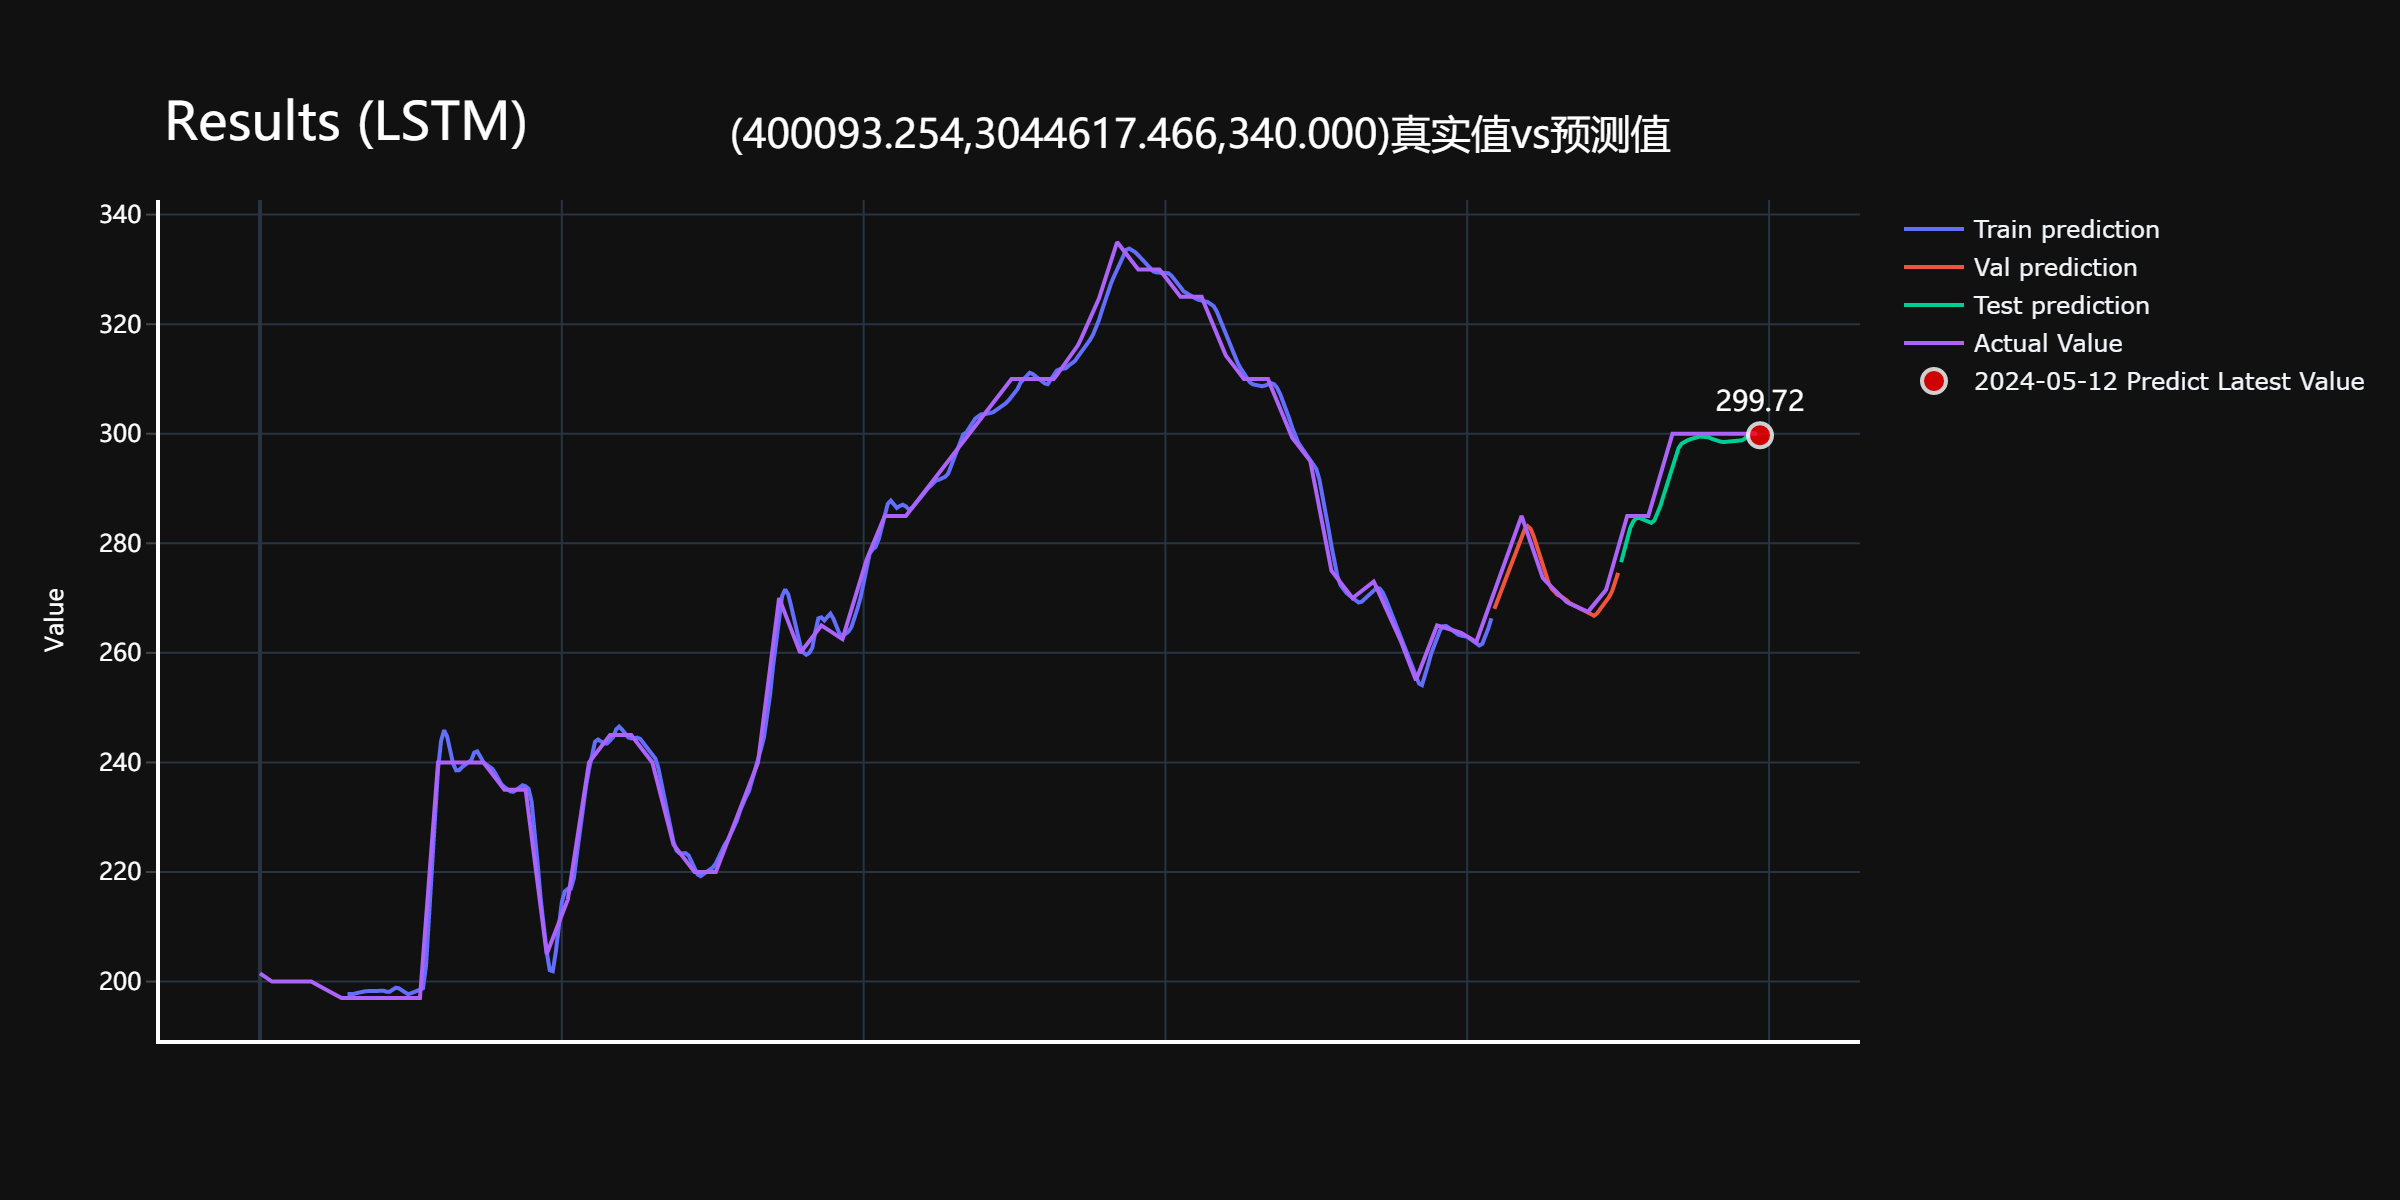 Results (LSTM)
(400093.254,3044617.466,340.000)真实值vs预测值
340
320
300
280
260
240
220
200
Value
299.72
Train prediction
Val prediction
Test prediction
Actual Value
2024-05-12 Predict Latest Value